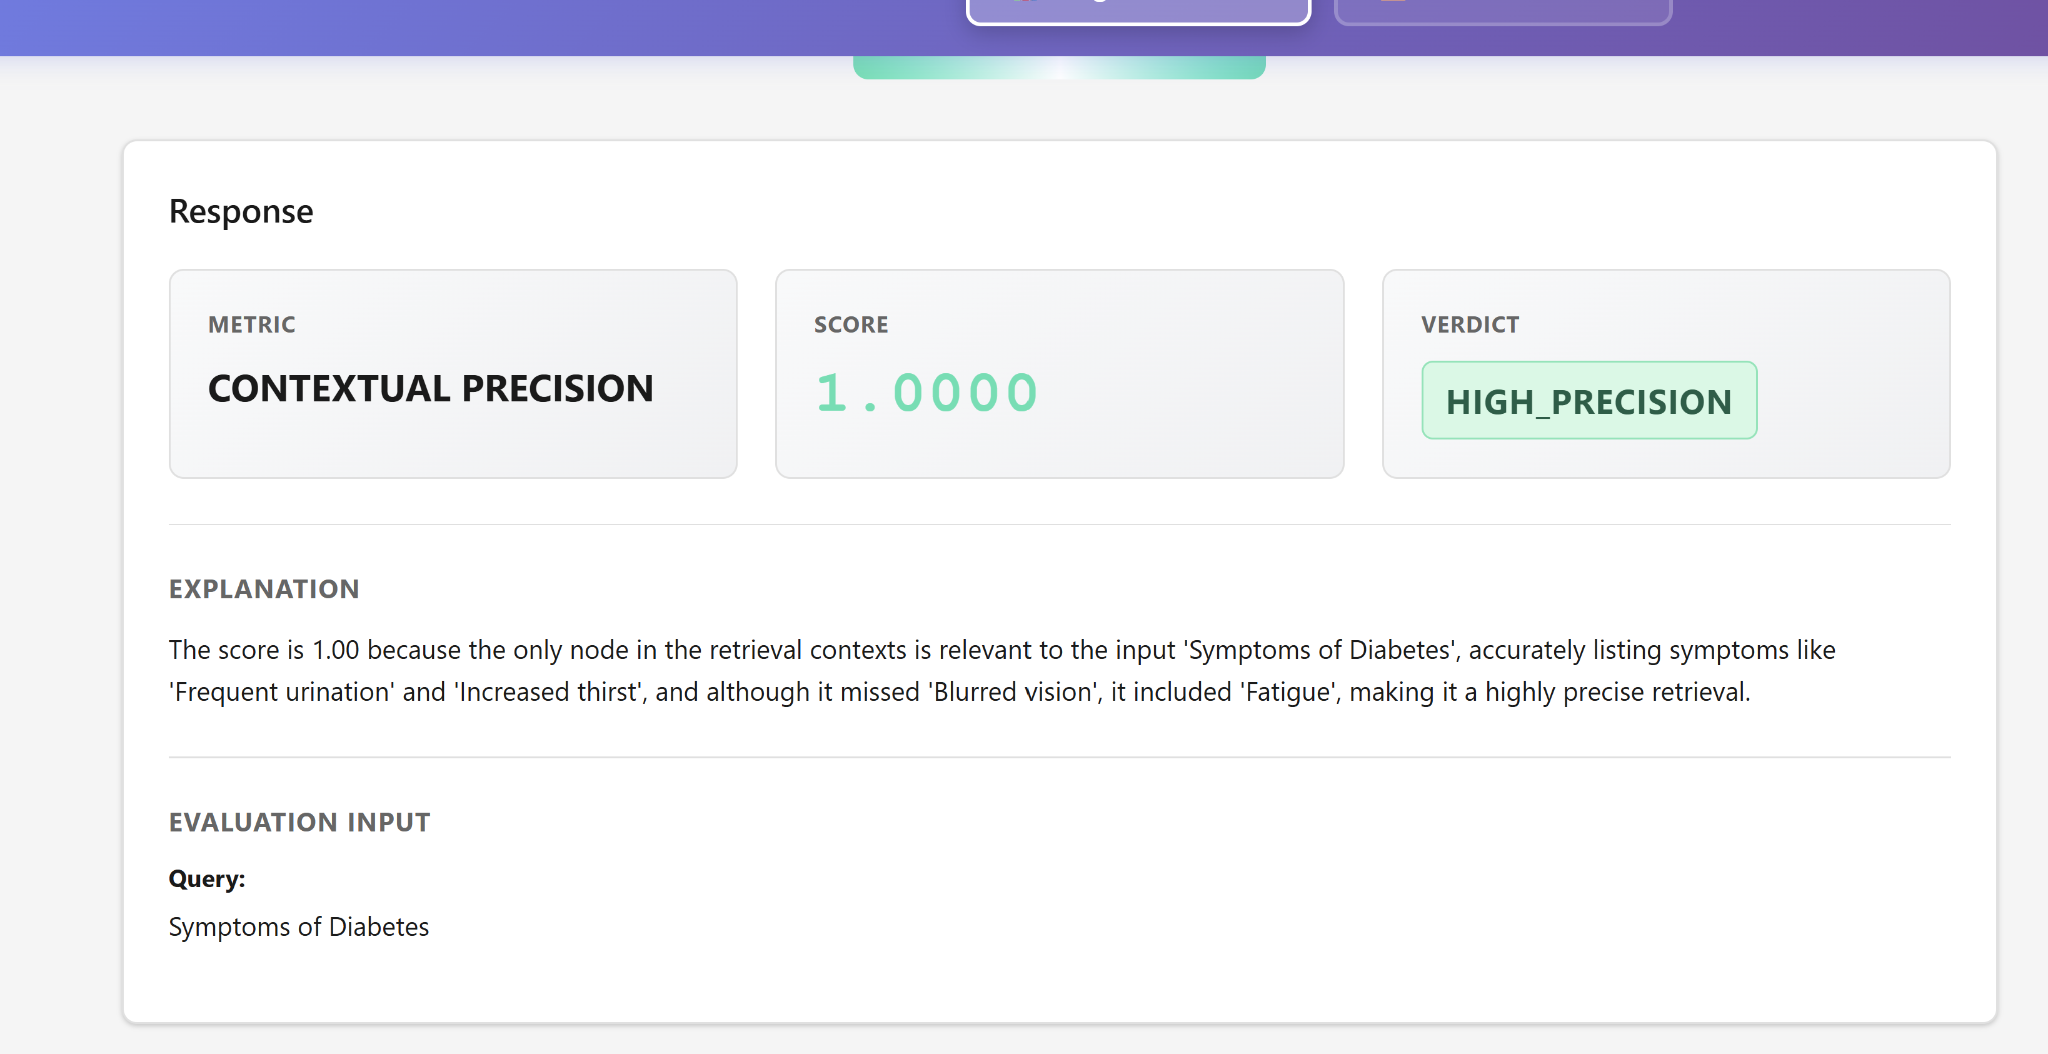 Response
METRIC
CONTEXTUAL PRECISION
SCORE
1.0000
VERDICT
HIGH_PRECISION
EXPLANATION
The score is 1.00 because the only node in the retrieval contexts is relevant to the input 'Symptoms of Diabetes', accurately listing symptoms like
'Frequent urination' and 'Increased thirst', and although it missed 'Blurred vision', it included 'Fatigue', making it a highly precise retrieval.
EVALUATION INPUT
Query:
Symptoms of Diabetes